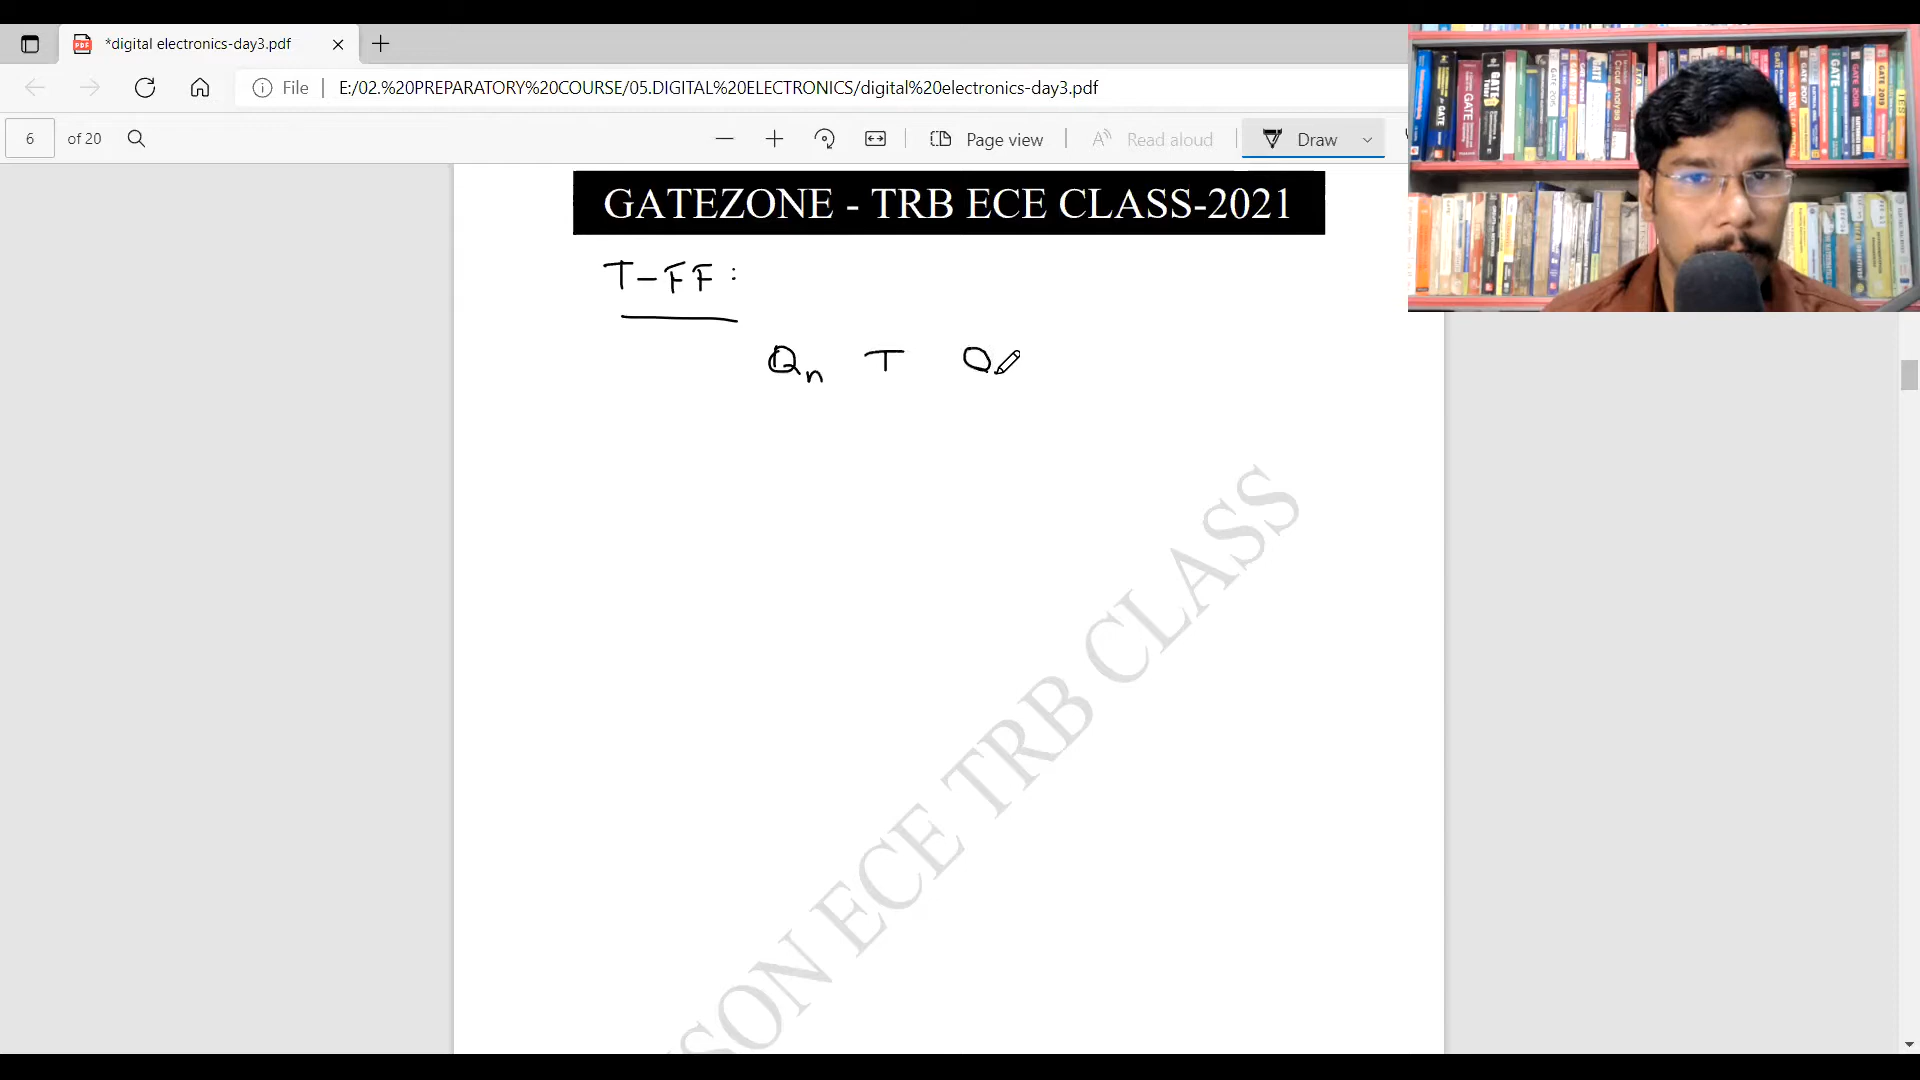 *digital electronics-day3.pdf
File | E:/02.%20PREPARATORY%20COURSE/05.DIGITAL%20ELECTRONICS/digital%20electronics-day3.pdf
6 of 20 Page view Read aloud Draw
GATEZONE - TRB ECE CLASS-2021
T-FF:
Qn T Q
SON ECE TRB CLASS